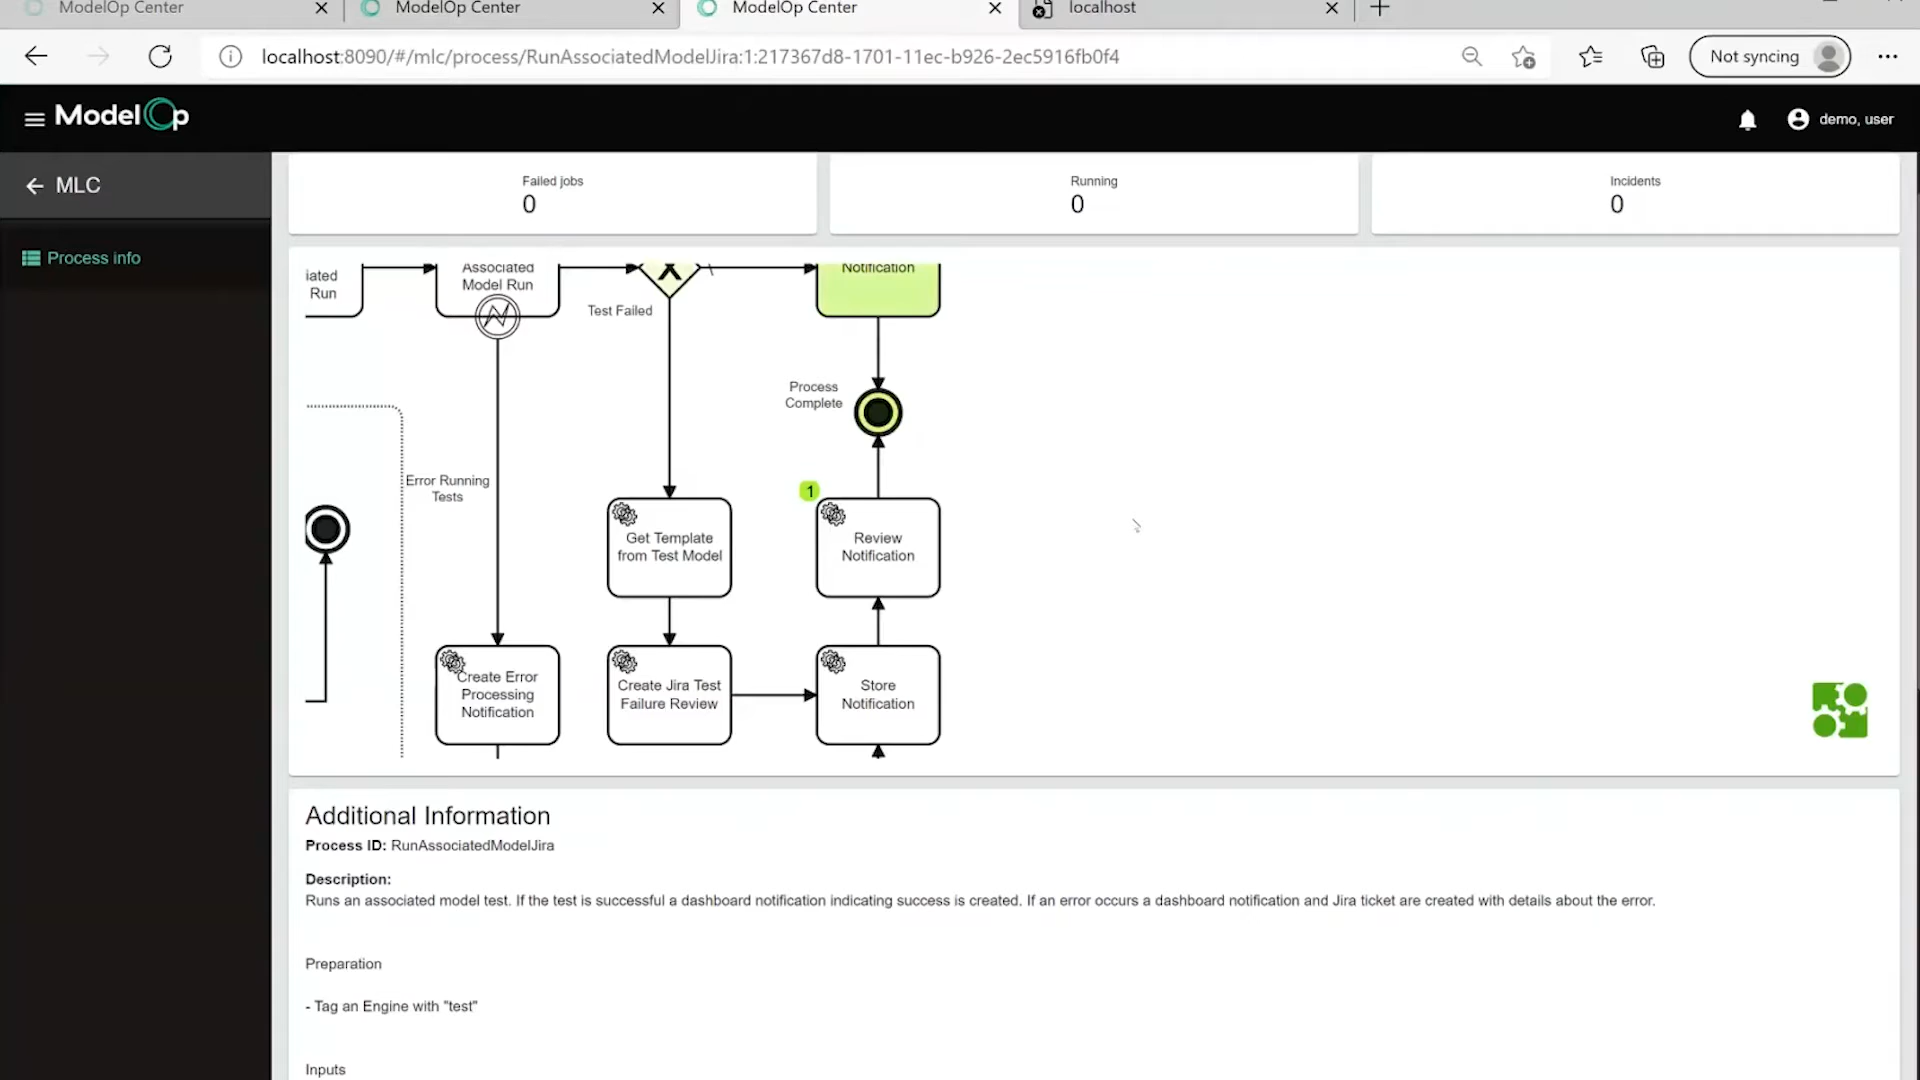 ModelOp Center
ModelOp Center
ModelOp Center
localhost
localhost:8090/#/mlc/process/RunAssociatedModelJira:1:217367d8-1701-11ec-b926-2ec5916fb0f4
Not syncing
ModelOp
demo, user
MLC
Process info
Failed jobs
0
Running
0
Incidents
0
iated
Run
Associated
Model Run
Test Failed
Notification
Process
Complete
Error Running
Tests
1
Get Template
from Test Model
Review
Notification
Create Error
Processing
Notification
Create Jira Test
Failure Review
Store
Notification
Additional Information
Process ID: RunAssociatedModelJira
Description:
Runs an associated model test. If the test is successful a dashboard notification indicating success is created. If an error occurs a dashboard notification and Jira ticket are created with details about the error.
Preparation
- Tag an Engine with "test"
Inputs